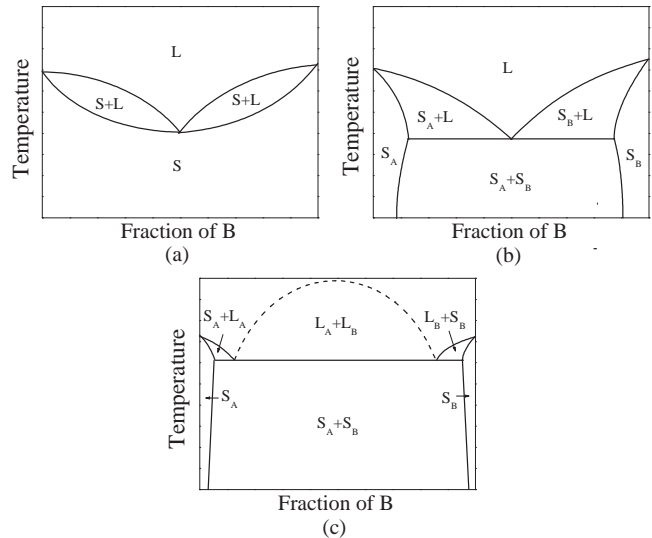 Temperature
L
S+L
S+L
S
Fraction of B
(a)
Temperature
L
S_A+L
S_B+L
S_A
S_B
S_A+S_B
Fraction of B
(b)
Temperature
S_A+L_A
L_A+L_B
L_B+S_B
S_A
S_B
S_A+S_B
Fraction of B
(c)